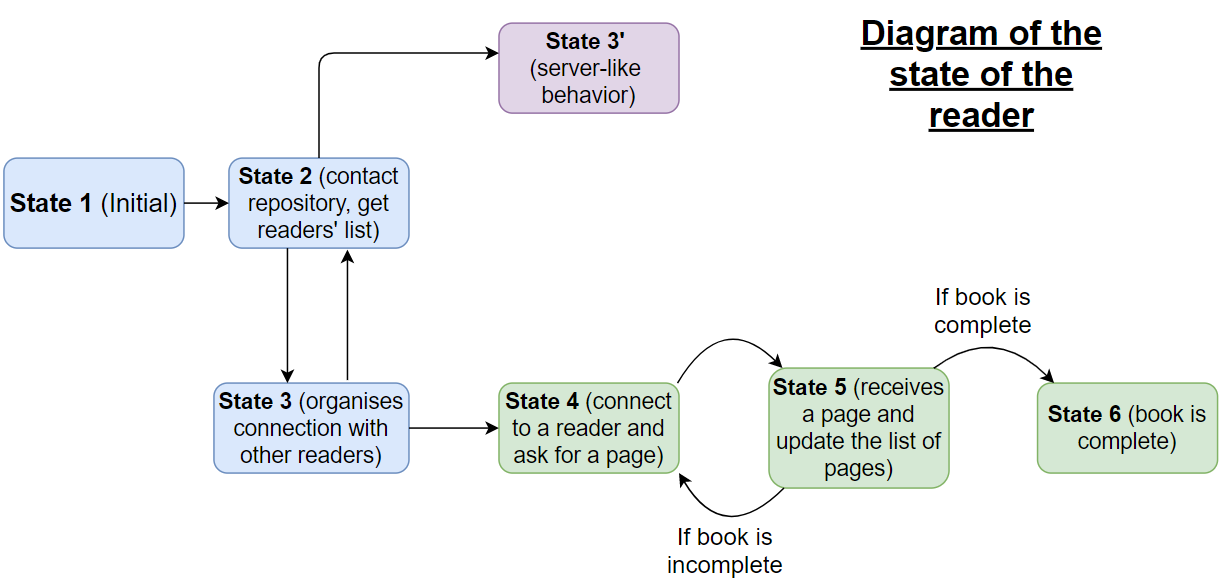 Diagram of the
state of the
reader
State 3'
(server-like
behavior)
State 1 (Initial)
State 2 (contact
repository, get
readers' list)
State 3 (organises
connection with
other readers)
State 4 (connect
to a reader and
ask for a page)
State 5 (receives
a page and
update the list of
pages)
If book is
complete
State 6 (book is
complete)
If book is
incomplete